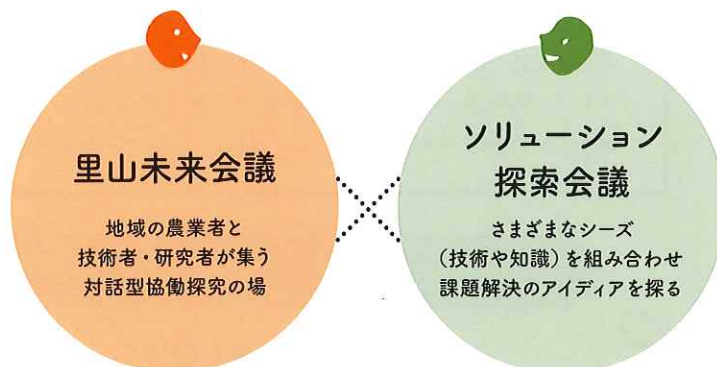 里山未来会議
地域の農業者と
技術者・研究者が集う
対話型協働探究の場
ソリューション
探索会議
さまざまなシーズ
（技術や知識）を組み合わせ
課題解決のアイディアを探る